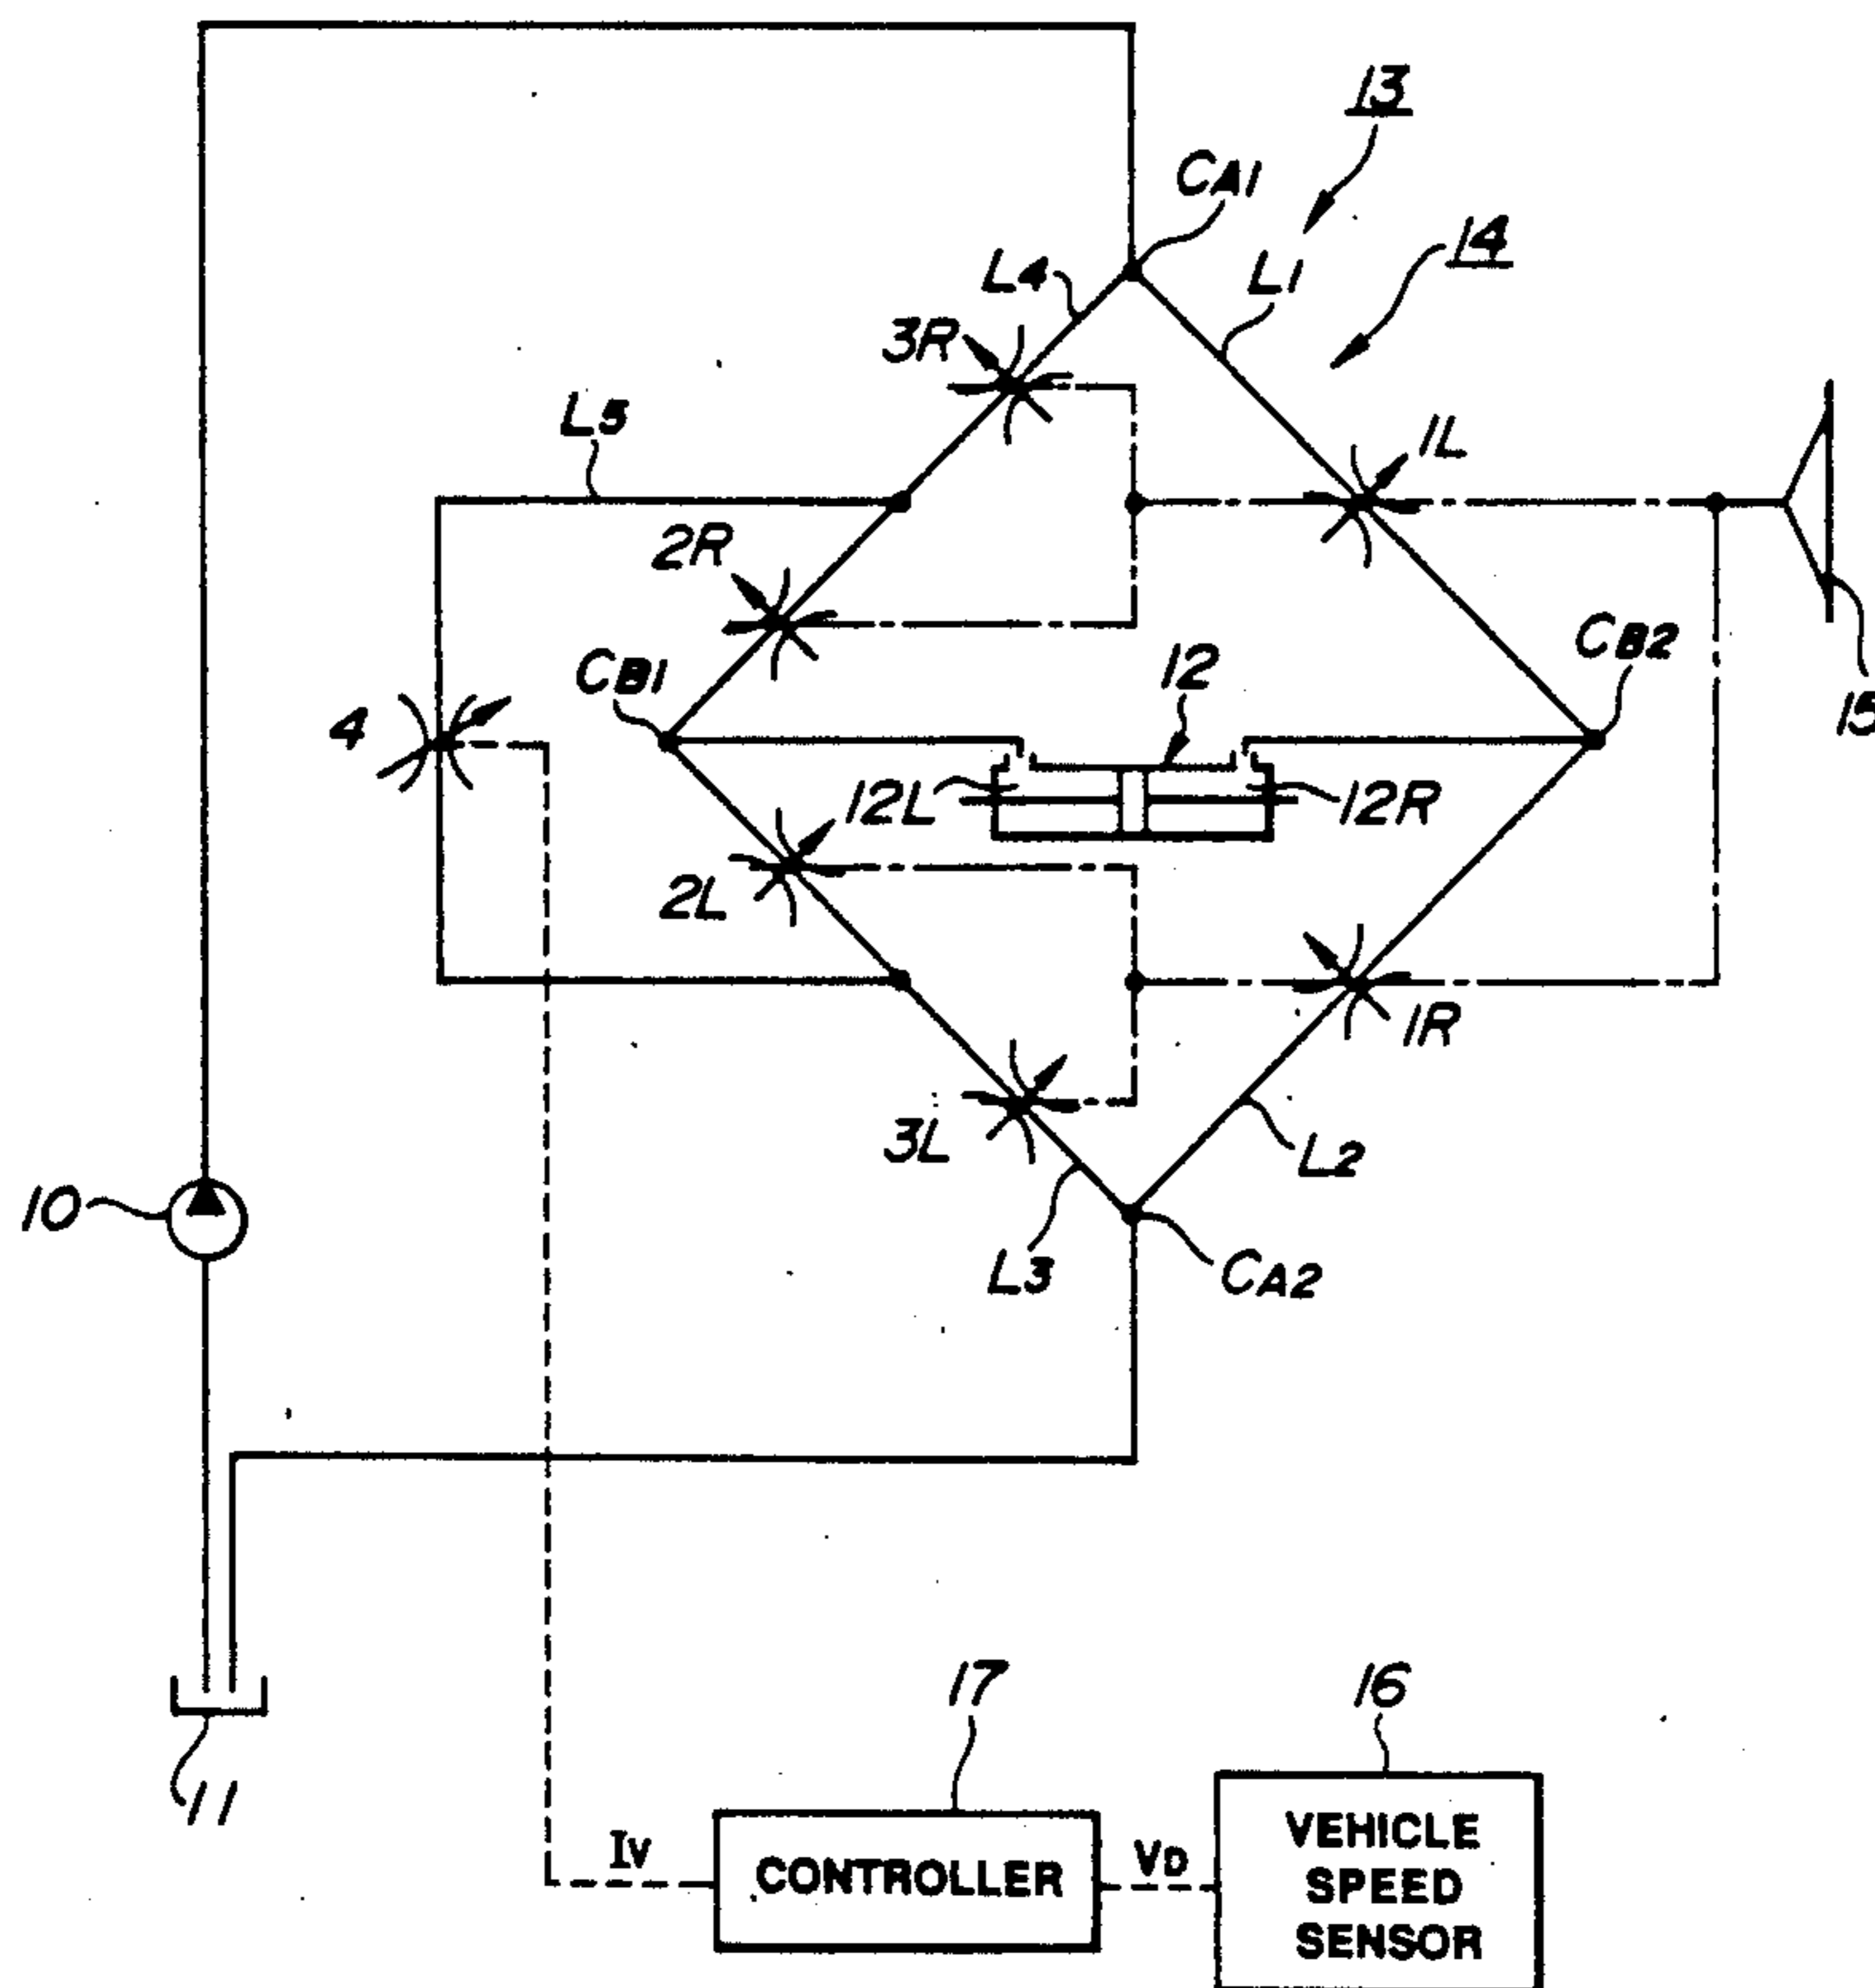 13
CA1
14
L4
L1
3R
L5
1L
2R
CB1
12
CB2
15
4
12L
12R
2L
1R
3L
L2
10
L3
CA2
17
16
11
IV
CONTROLLER
VD
VEHICLE
SPEED
SENSOR